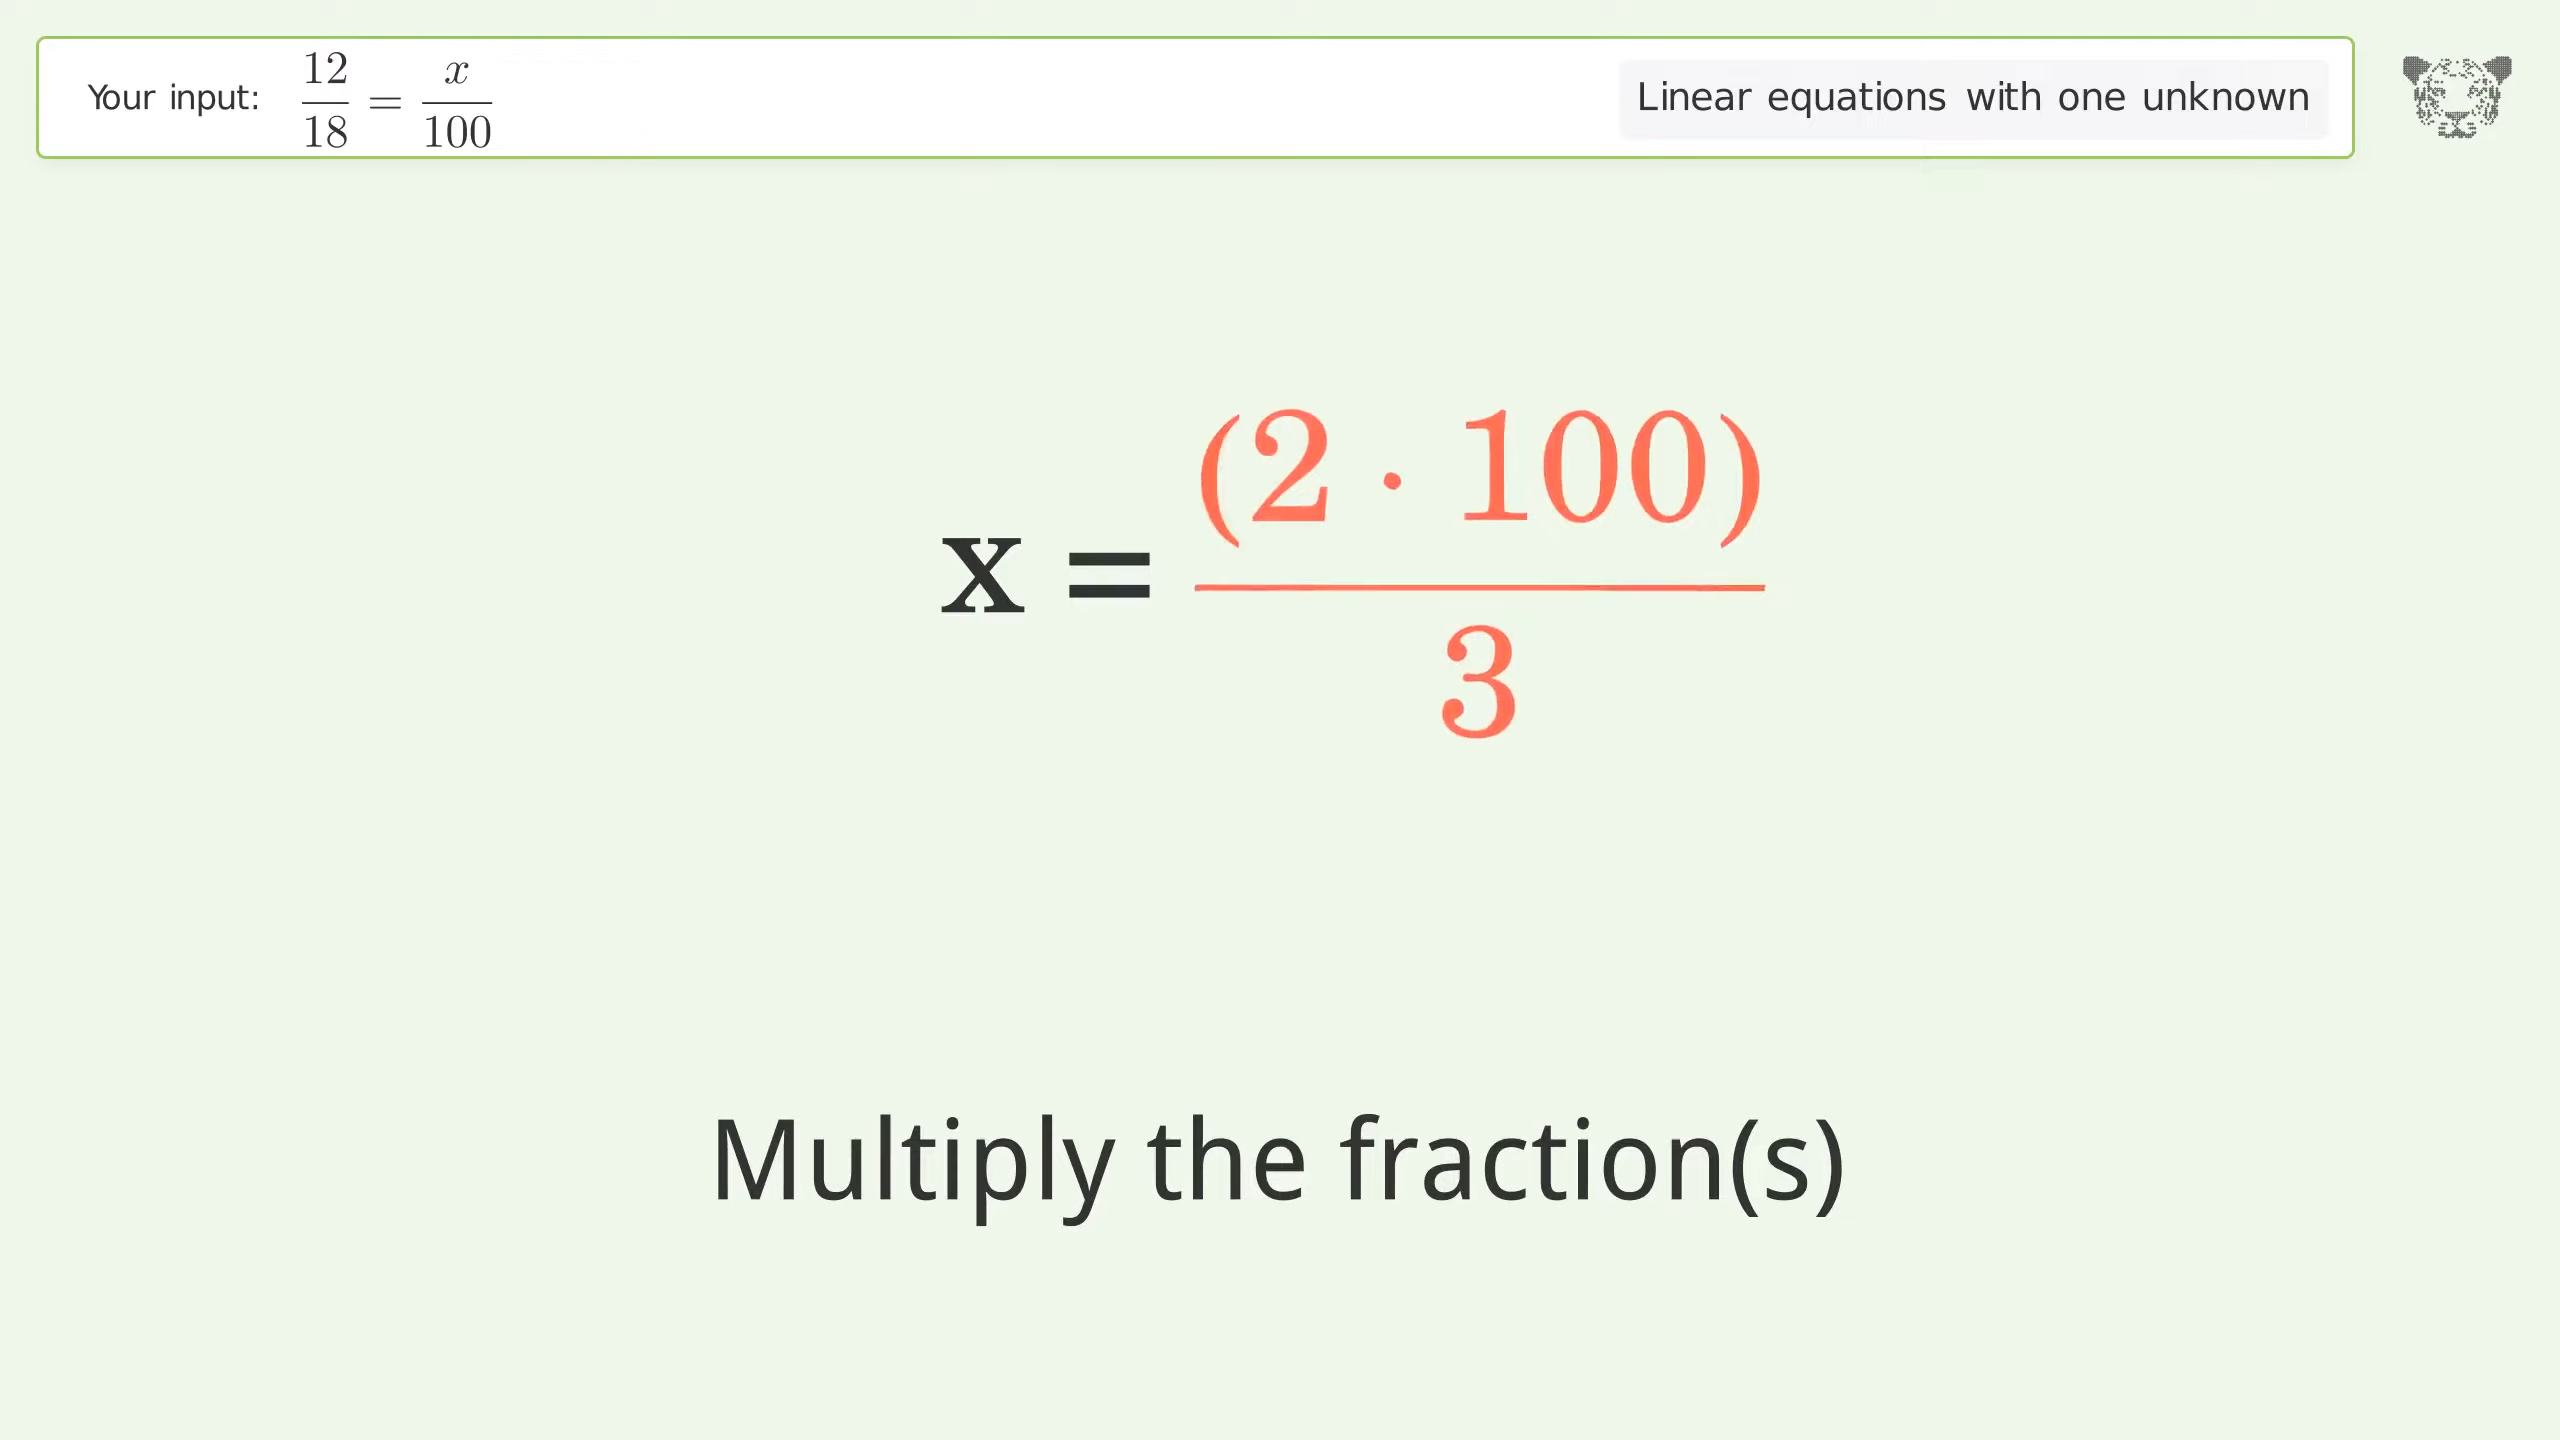 Your input: 12/18 = x/100
Linear equations with one unknown
x = (2 · 100)/3
Multiply the fraction(s)